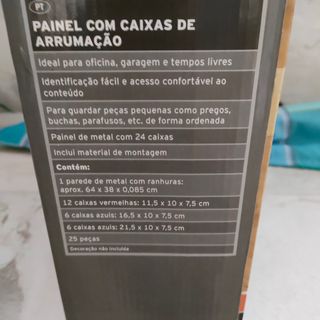 PT
PAINEL COM CAIXAS DE
ARRUMAÇÃO
Ideal para oficina, garagem e tempos livres
Identificação fácil e acesso confortável ao
conteúdo
Para guardar peças pequenas como pregos,
buchas, parafusos, etc. de forma ordenada
Painel de metal com 24 caixas
Inclui material de montagem
Contém:
1 parede de metal com ranhuras:
aprox. 64 x 38 x 0,085 cm
12 caixas vermelhas: 11,5 x 10 x 7,5 cm
6 caixas azuis: 16,5 x 10 x 7,5 cm
6 caixas azuis: 21,5 x 10 x 7,5 cm
25 peças
Decoração não incluída